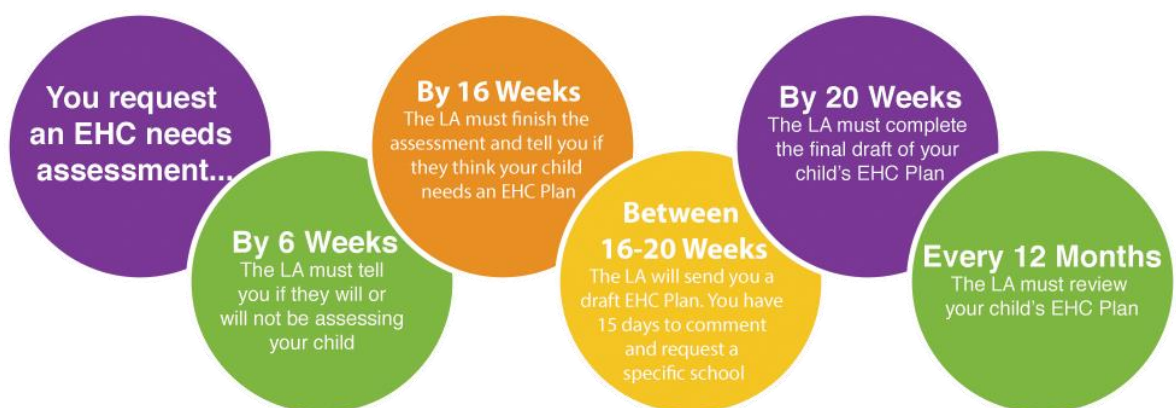 You request
an EHC needs
assessment...
By 6 Weeks
The LA must tell
you if they will or
will not be assessing
your child
By 16 Weeks
The LA must finish the
assessment and tell you if
they think your child
needs an EHC Plan
Between
16-20 Weeks
The LA will send you a
draft EHC Plan. You have
15 days to comment
and request a
specific school
By 20 Weeks
The LA must complete
the final draft of your
child's EHC Plan
Every 12 Months
The LA must review
your child's EHC Plan